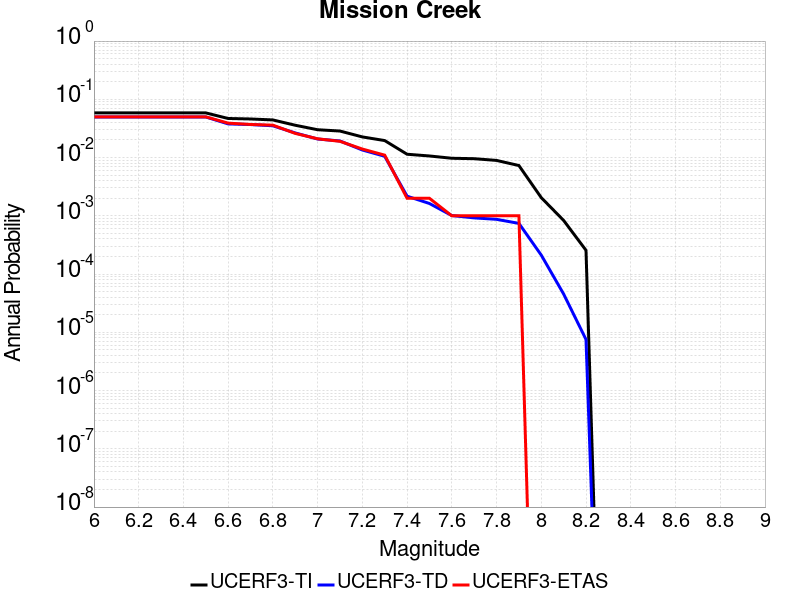 Mission Creek
10^0
10^-1
10^-2
10^-3
10^-4
10^-5
10^-6
10^-7
10^-8
Annual Probability
6 6.2 6.4 6.6 6.8 7 7.2 7.4 7.6 7.8 8 8.2 8.4 8.6 8.8 9
Magnitude
UCERF3-TI UCERF3-TD UCERF3-ETAS